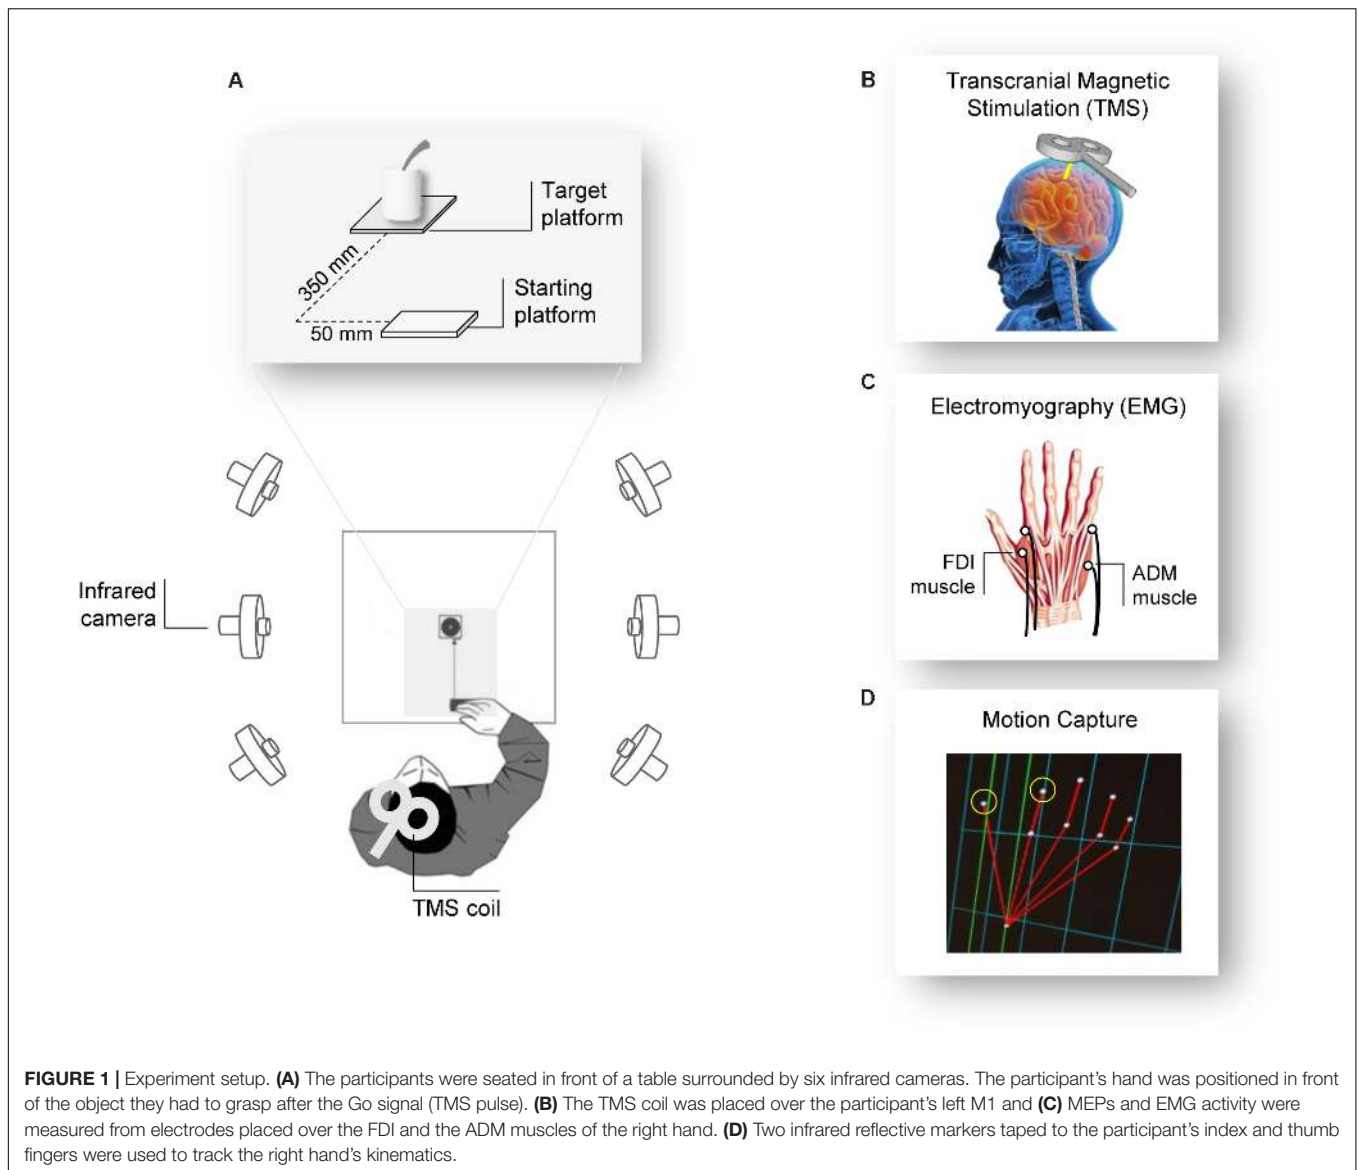 A
Target
platform
350 mm
Starting
platform
50 mm
Infrared
camera
TMS coil
B
Transcranial Magnetic
Stimulation (TMS)
C
Electromyography (EMG)
FDI
muscle
ADM
muscle
D
Motion Capture
FIGURE 1 | Experiment setup. (A) The participants were seated in front of a table surrounded by six infrared cameras. The participant's hand was positioned in front
of the object they had to grasp after the Go signal (TMS pulse). (B) The TMS coil was placed over the participant's left M1 and (C) MEPs and EMG activity were
measured from electrodes placed over the FDI and the ADM muscles of the right hand. (D) Two infrared reflective markers taped to the participant's index and thumb
fingers were used to track the right hand's kinematics.